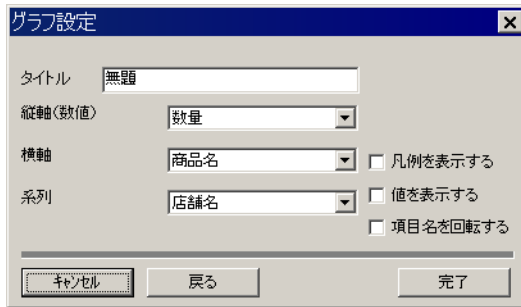 グラフ設定
タイトル 無題
縦軸(数値) 数量
横軸 商品名 凡例を表示する
系列 店舗名 値を表示する
項目名を回転する
キャンセル 戻る 完了